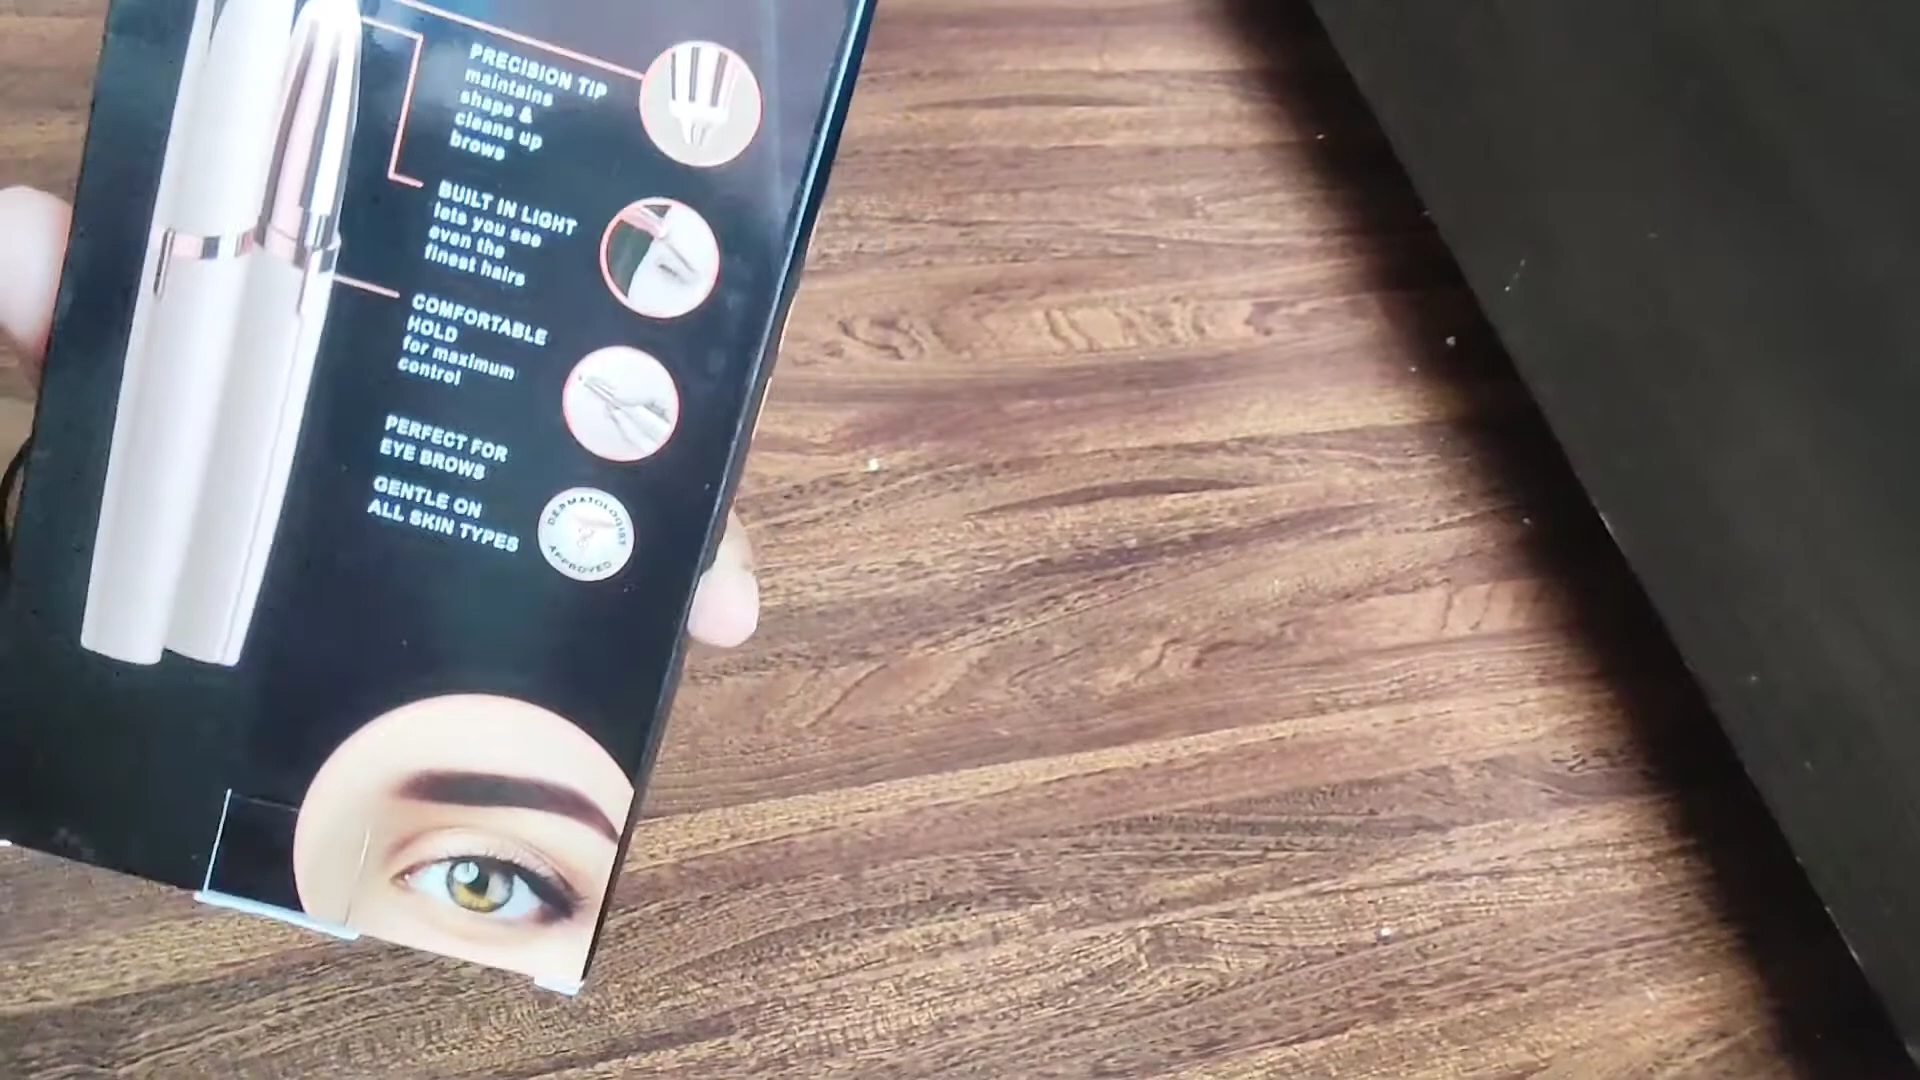 PRECISION TIP
maintains
shape &
cleans up
brows
BUILT IN LIGHT
lets you see
even the
finest hairs
COMFORTABLE
HOLD
for maximum
control
PERFECT FOR
EYE BROWS
GENTLE ON
ALL SKIN TYPES
DERMATOLOGIST
APPROVED